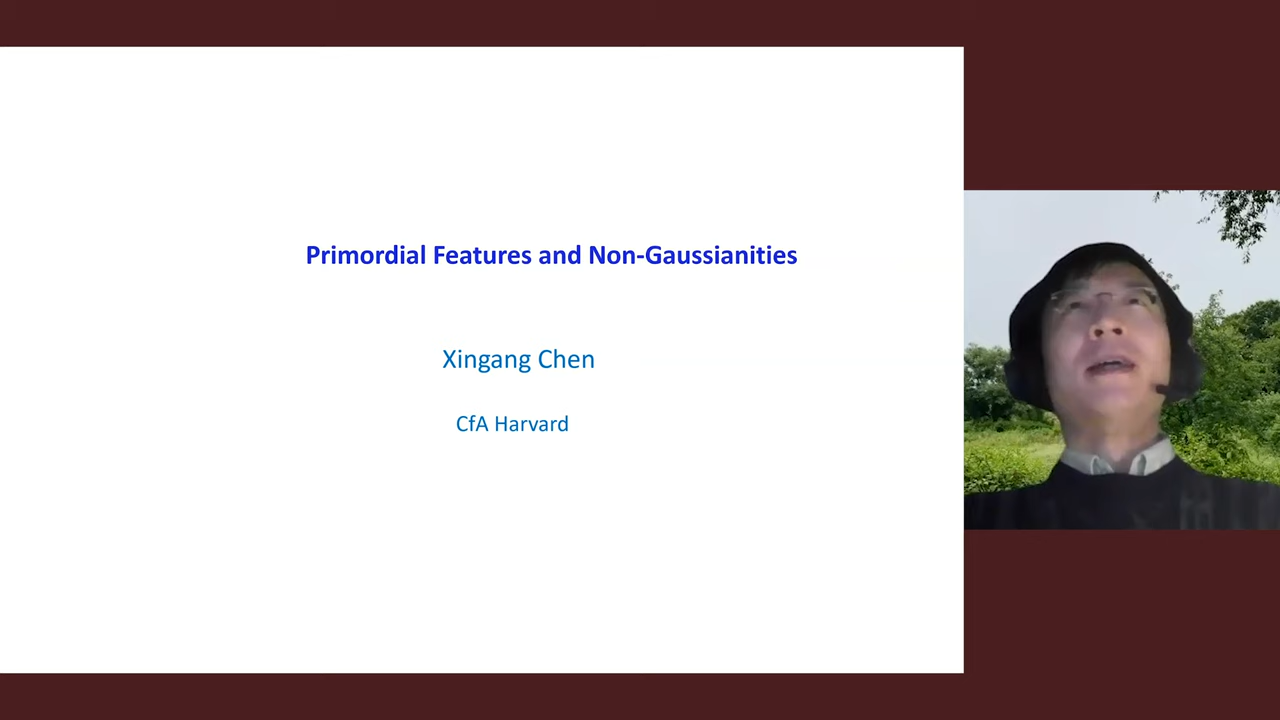 Primordial Features and Non-Gaussianities
Xingang Chen
CfA Harvard